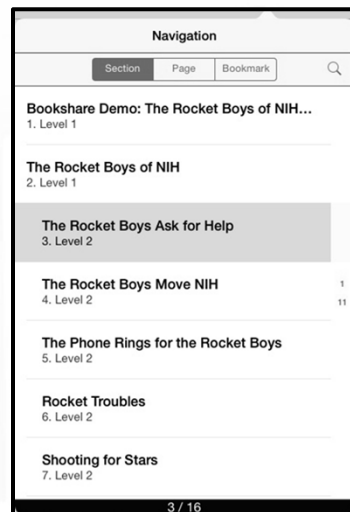 Navigation
Section Page Bookmark
Bookshare Demo: The Rocket Boys of NIH...
1. Level 1
The Rocket Boys of NIH
2. Level 1
The Rocket Boys Ask for Help
3. Level 2
The Rocket Boys Move NIH
4. Level 2
1
11
The Phone Rings for the Rocket Boys
5. Level 2
Rocket Troubles
6. Level 2
Shooting for Stars
7. Level 2
3 / 16